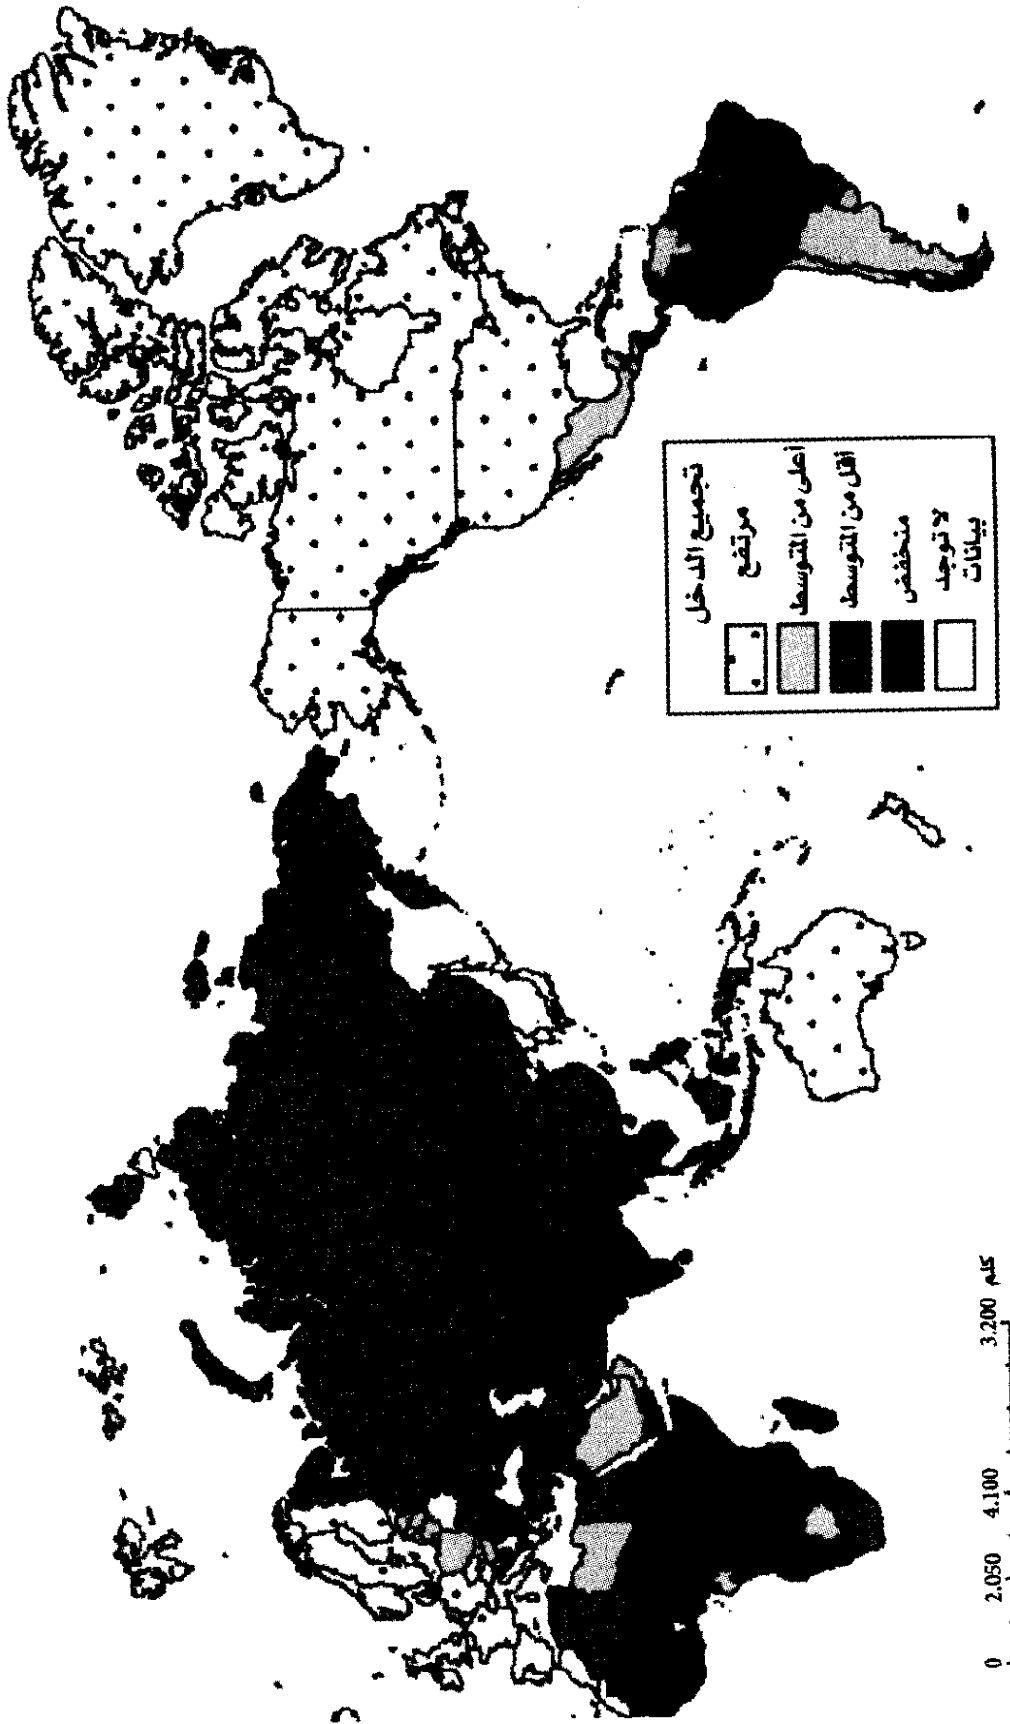 تجميع الدخل
مرتفع
أعلى من المتوسط
أقل من المتوسط
منخفض
لا توجد
بيانات
0 2.050 4.100 3.200 كلم